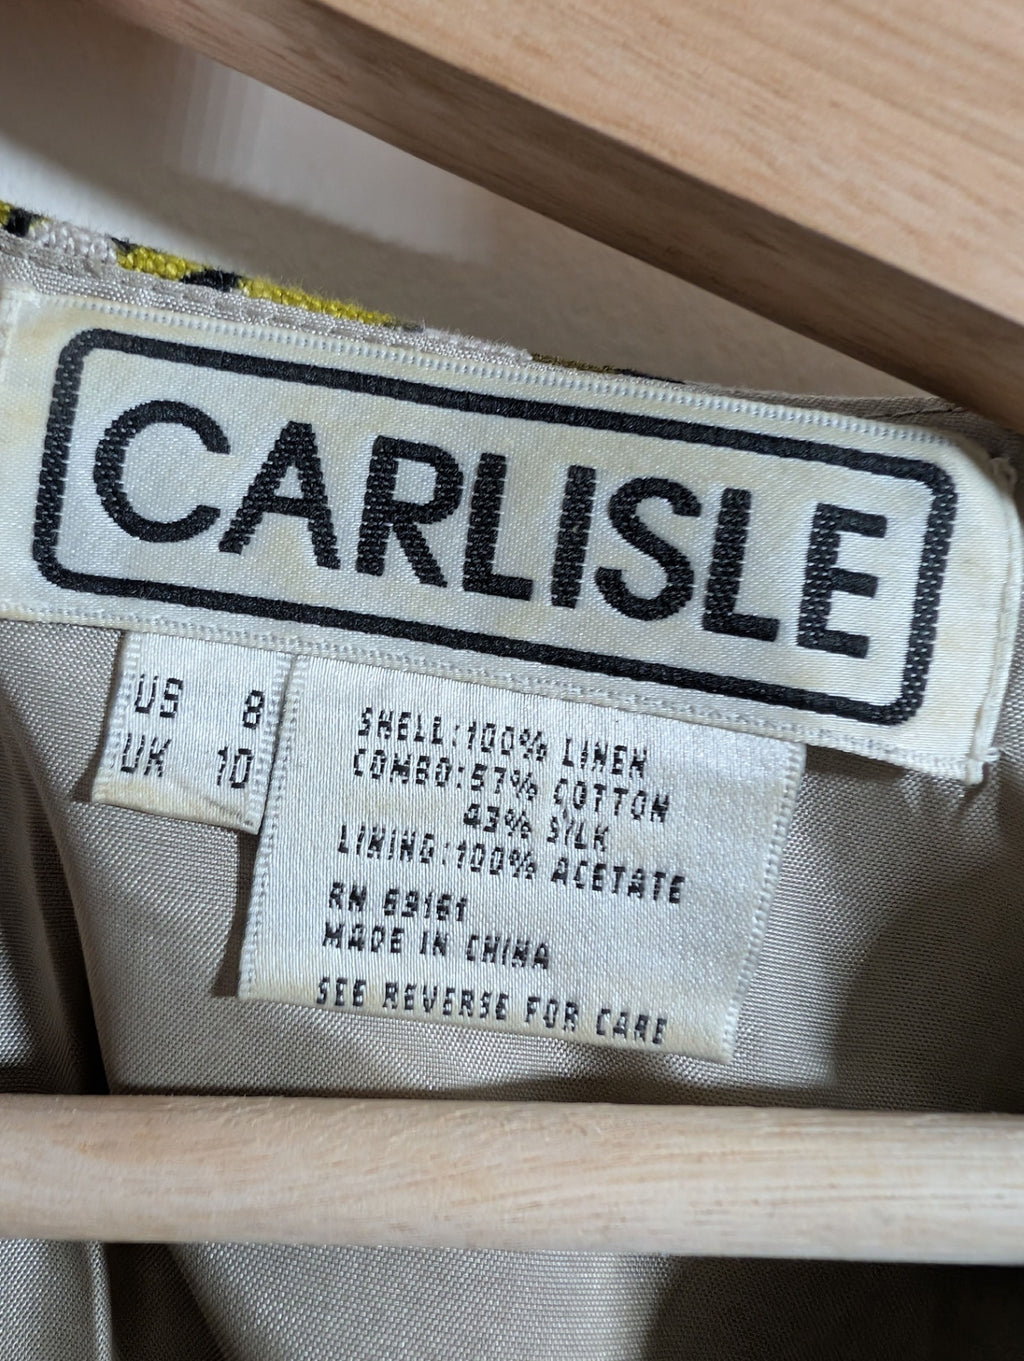 CARLISLE
US 8
UK 10
SHELL:100% LINEN
COMBO:57% COTTON
43% SILK
LINING:100% ACETATE
RN 69161
MADE IN CHINA
SEE REVERSE FOR CARE